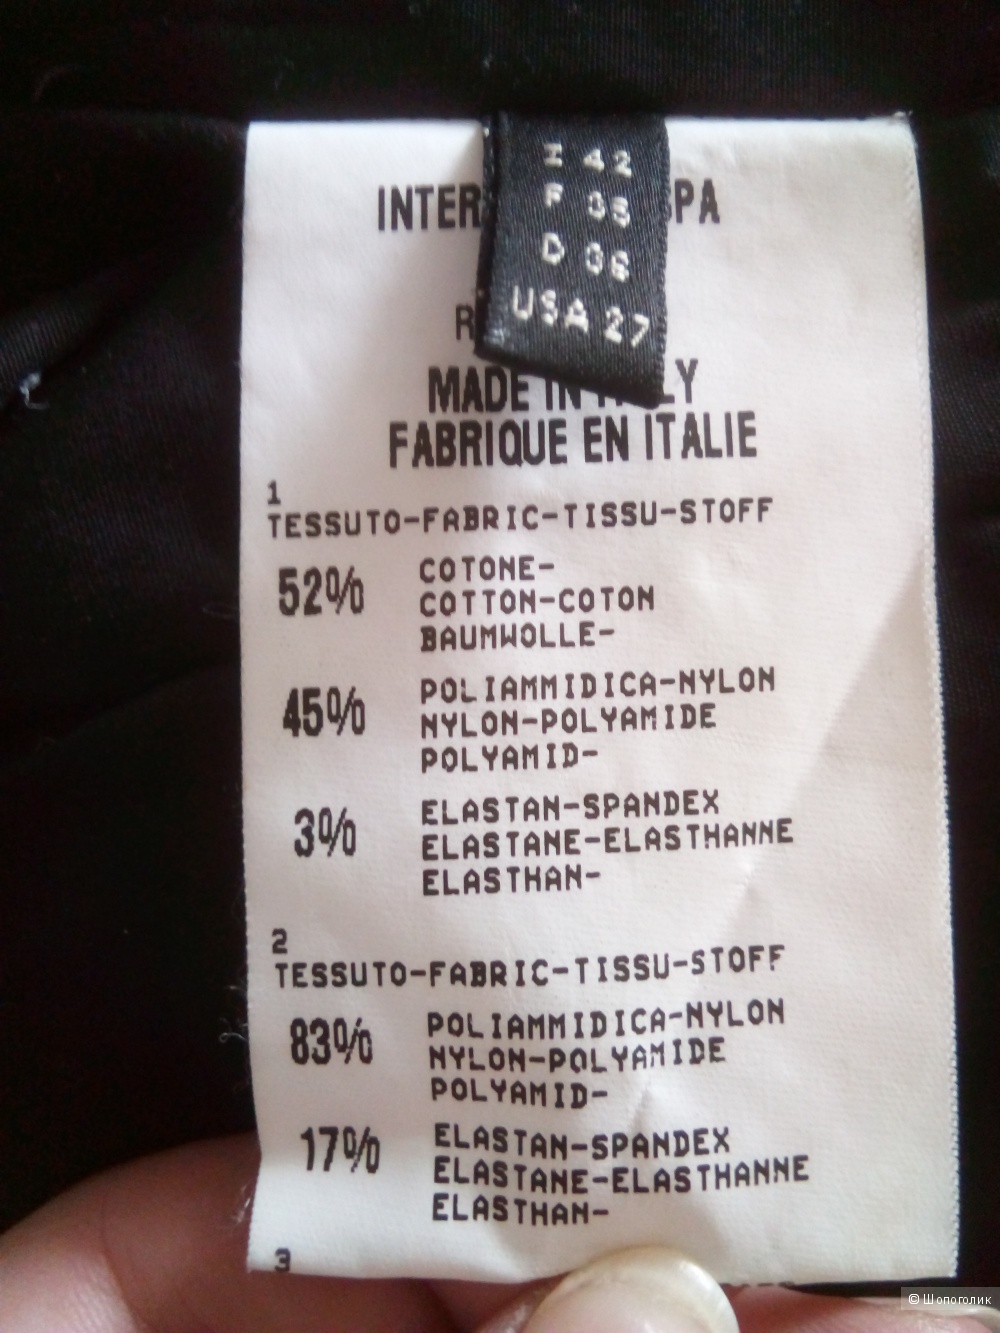 I 42
F 38
D 36
USA 27
MADE IN
FABRIQUE EN ITALIE
1
TESSUTO-FABRIC-TISSU-STOFF
52% COTONE-
COTTON-COTON
BAUMWOLLE-
45% POLIAMMIDICA-NYLON
NYLON-POLYAMIDE
POLYAMID-
3% ELASTAN-SPANDEX
ELASTANE-ELASTHANNE
ELASTHAN-
2
TESSUTO-FABRIC-TISSU-STOFF
83% POLIAMMIDICA-NYLON
NYLON-POLYAMIDE
POLYAMID-
17% ELASTAN-SPANDEX
ELASTANE-ELASTHANNE
ELASTHAN-
3
© Шопоголик